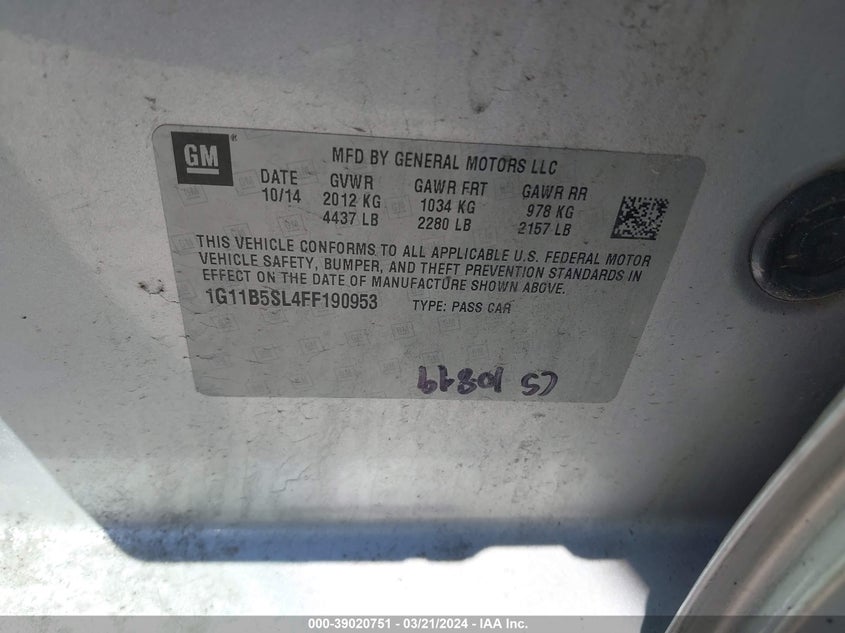 GM ®
MFD BY GENERAL MOTORS LLC
DATE GVWR GAWR FRT GAWR RR
10/14 2012 KG 1034 KG 978 KG
4437 LB 2280 LB 2157 LB
THIS VEHICLE CONFORMS TO ALL APPLICABLE U.S. FEDERAL MOTOR
VEHICLE SAFETY, BUMPER, AND THEFT PREVENTION STANDARDS IN
EFFECT ON THE DATE OF MANUFACTURE SHOWN ABOVE.
1G11B5SL4FF190953 TYPE: PASS CAR
000-39020751 - 03/21/2024 - IAA Inc.